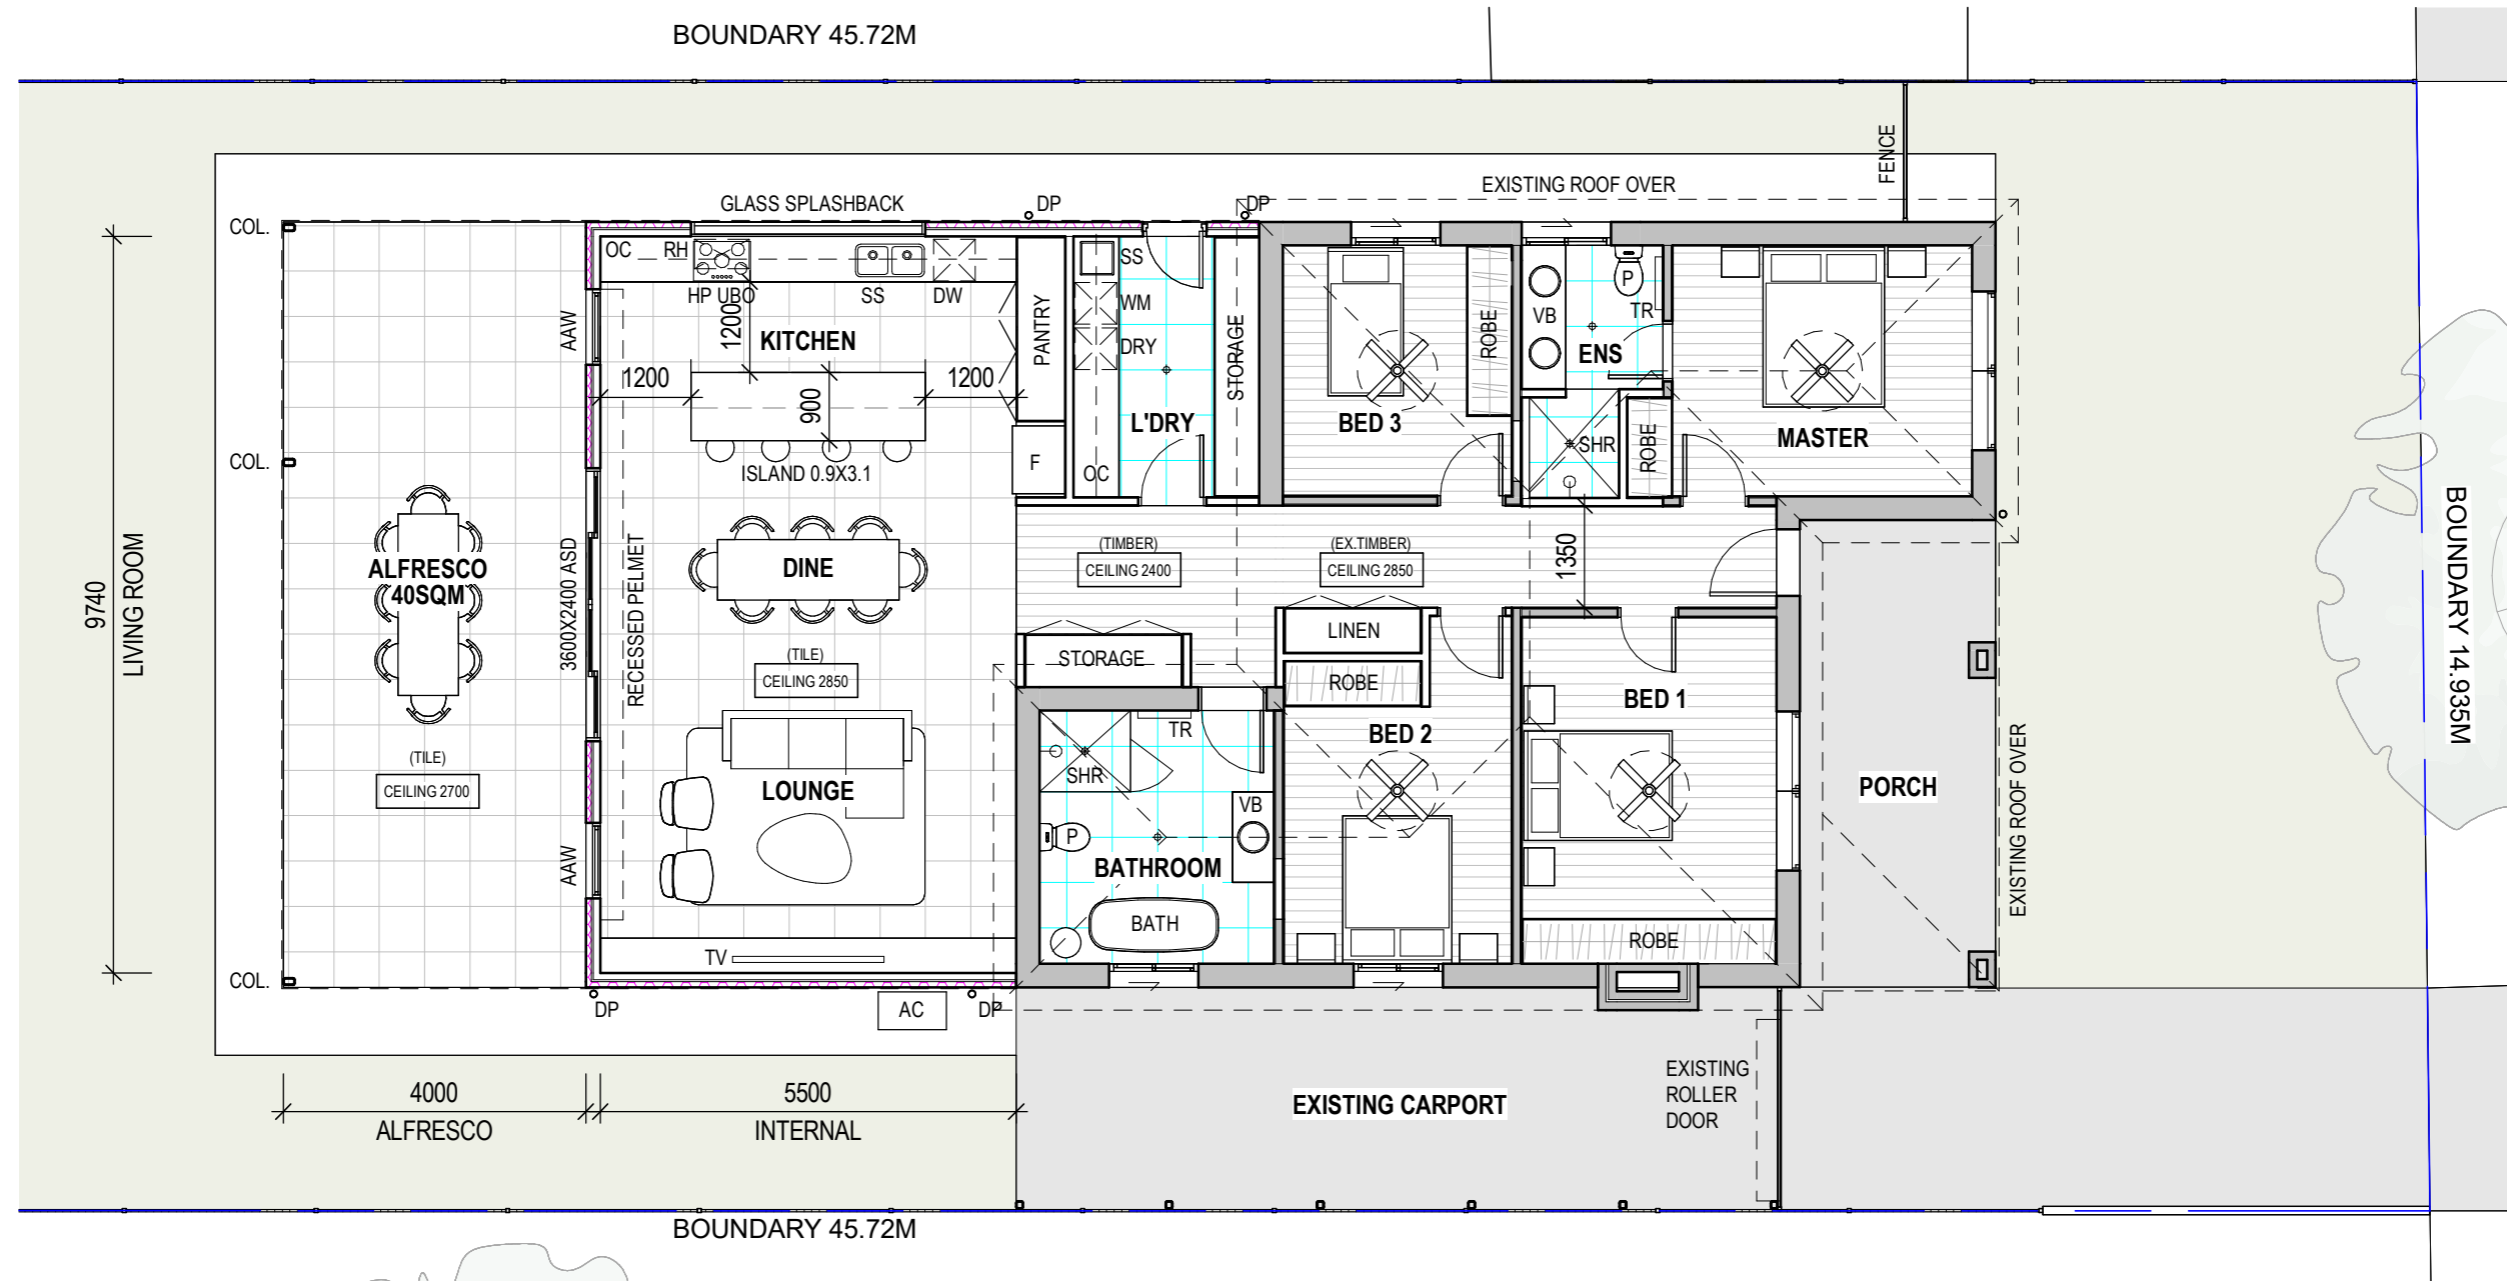 BOUNDARY 45.72M
FENCE
EXISTING ROOF OVER
GLASS SPLASHBACK
DP
DP
COL.
OC
RH
HP UBO
SS
DW
SS
WM
DRY
OC
PANTRY
STORAGE
ROBE
VB
P
TR
ENS
AAW
1200
KITCHEN
1200
1200
900
ISLAND 0.9X3.1
F
L'DRY
BED 3
SHR
ROBE
MASTER
COL.
9740
LIVING ROOM
ALFRESCO
40SQM
3600X2400 ASD
RECESSED PELMET
DINE
(TIMBER)
CEILING 2400
(EX.TIMBER)
CEILING 2850
1350
BOUNDARY 14.935M
(TILE)
CEILING 2850
STORAGE
LINEN
ROBE
BED 1
BED 2
TR
SHR
VB
P
BATHROOM
BATH
LOUNGE
(TILE)
CEILING 2700
AAW
PORCH
EXISTING ROOF OVER
ROBE
TV
COL.
DP
AC
DP
4000
ALFRESCO
5500
INTERNAL
EXISTING CARPORT
EXISTING
ROLLER
DOOR
BOUNDARY 45.72M